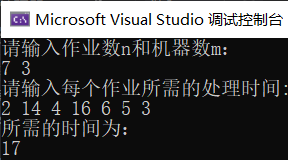 Microsoft Visual Studio 调试控制台
请输入作业数n和机器数m：
7 3
请输入每个作业所需的处理时间：
2 14 4 16 6 5 3
所需的时间为：
17